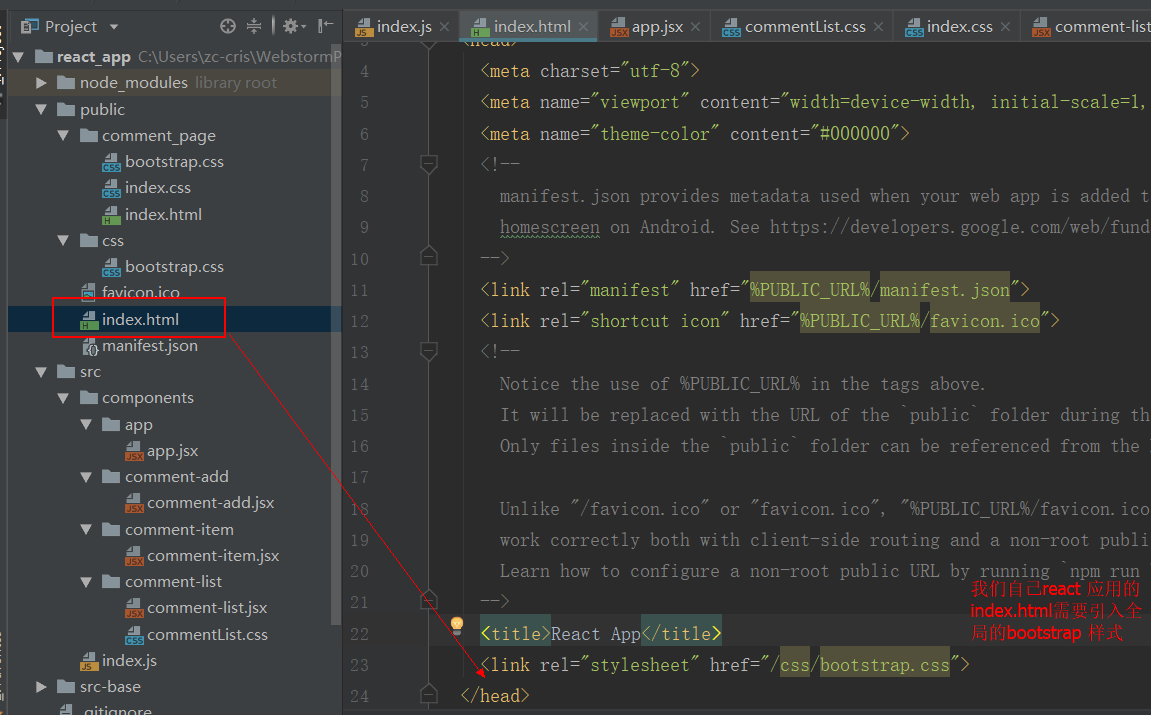 Project
react_app C:\Users\zc-cris\WebstormP
node_modules library root
public
comment_page
bootstrap.css
index.css
index.html
css
bootstrap.css
favicon.ico
index.html
manifest.json
src
components
app
app.jsx
comment-add
comment-add.jsx
comment-item
comment-item.jsx
comment-list
comment-list.jsx
commentList.css
index.js
src-base
.gitignore
index.js index.html app.jsx commentList.css index.css comment-list
3 <head>
4 <meta charset="utf-8">
5 <meta name="viewport" content="width=device-width, initial-scale=1,
6 <meta name="theme-color" content="#000000">
7 <!--
8 manifest.json provides metadata used when your web app is added t
9 homescreen on Android. See https://developers.google.com/web/fund
10 -->
11 <link rel="manifest" href="%PUBLIC_URL%/manifest.json">
12 <link rel="shortcut icon" href="%PUBLIC_URL%/favicon.ico">
13 <!--
14 Notice the use of %PUBLIC_URL% in the tags above.
15 It will be replaced with the URL of the `public` folder during th
16 Only files inside the `public` folder can be referenced from the
17
18 Unlike "/favicon.ico" or "favicon.ico", "%PUBLIC_URL%/favicon.ico
19 work correctly both with client-side routing and a non-root publi
20 Learn how to configure a non-root public URL by running `npm run
21 -->
22 <title>React App</title>
23 <link rel="stylesheet" href="/css/bootstrap.css">
24 </head>
我们自己react 应用的
index.html需要引入全
局的bootstrap 样式